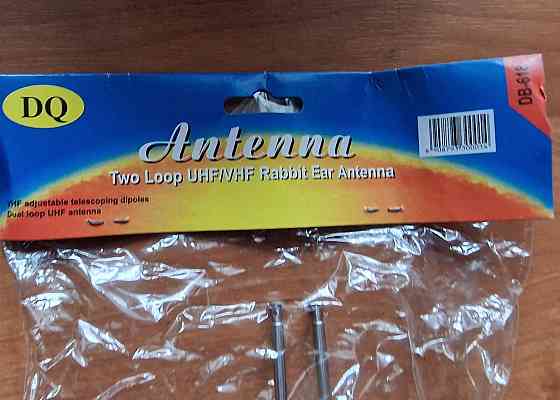 DQ
DB-618
Antenna
Two Loop UHF/VHF Rabbit Ear Antenna
VHF adjustable telescoping dipoles
Dual loop UHF antenna